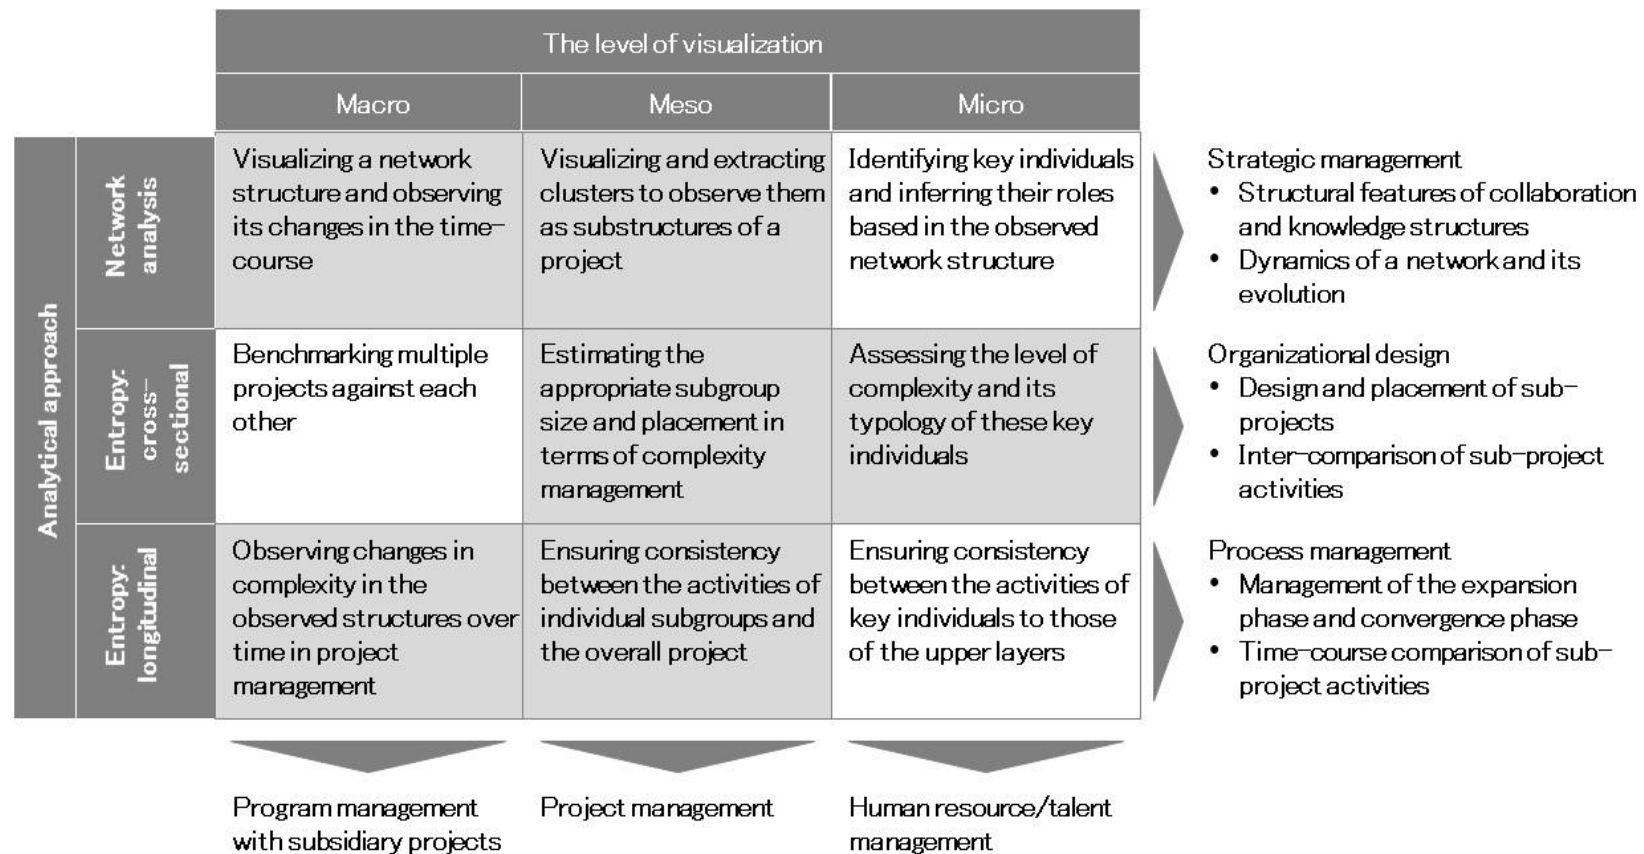 The level of visualization
Macro
Meso
Micro
Analytical approach
Network
analysis
Visualizing a network
structure and observing
its changes in the time-
course
Visualizing and extracting
clusters to observe them
as substructures of a
project
Identifying key individuals
and inferring their roles
based in the observed
network structure
Strategic management
• Structural features of collaboration
and knowledge structures
• Dynamics of a network and its
evolution
Entropy:
cross-
sectional
Benchmarking multiple
projects against each
other
Estimating the
appropriate subgroup
size and placement in
terms of complexity
management
Assessing the level of
complexity and its
typology of these key
individuals
Organizational design
• Design and placement of sub-
projects
• Inter-comparison of sub-project
activities
Entropy:
longitudinal
Observing changes in
complexity in the
observed structures over
time in project
management
Ensuring consistency
between the activities of
individual subgroups and
the overall project
Ensuring consistency
between the activities of
key individuals to those
of the upper layers
Process management
• Management of the expansion
phase and convergence phase
• Time-course comparison of sub-
project activities
Program management
with subsidiary projects
Project management
Human resource/talent
management